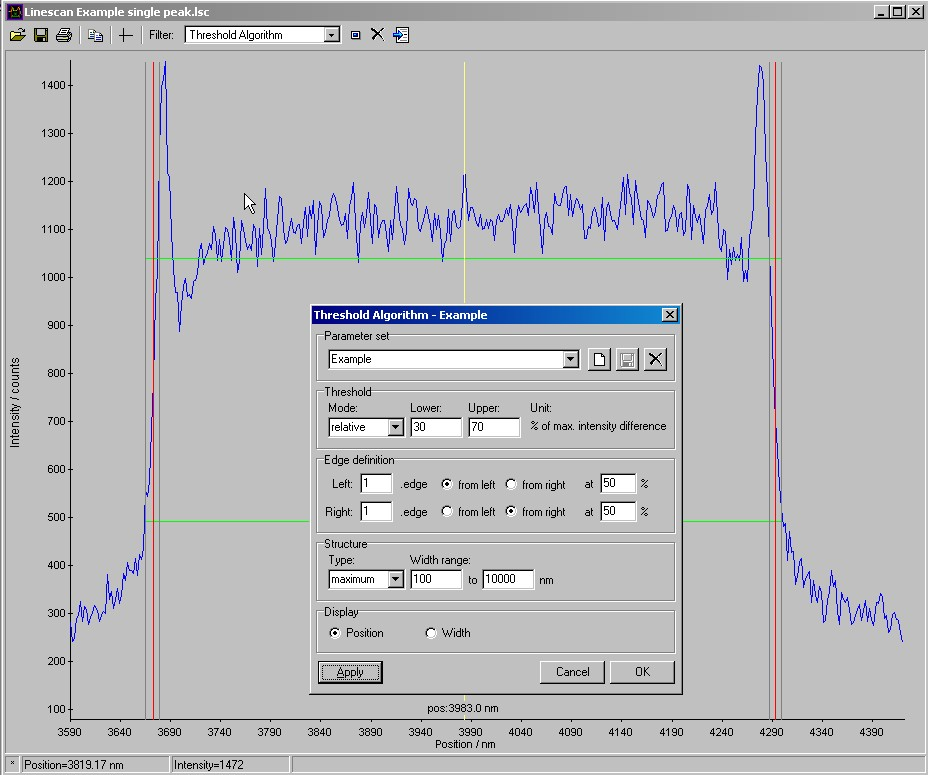 Linescan Example single peak.lsc
Filter: Threshold Algorithm
1400
1300
1200
1100
1000
900
800
700
600
500
400
300
200
100
Intensity / counts
Threshold Algorithm - Example
Parameter set
Example
Threshold
Mode: Lower: Upper: Unit:
relative 30 70 % of max. intensity difference
Edge definition
Left: 1 .edge from left from right at 50 %
Right: 1 .edge from left from right at 50 %
Structure
Type: Width range:
maximum 100 to 10000 nm
Display
Position Width
Apply Cancel OK
pos:3983.0 nm
3590 3640 3690 3740 3790 3840 3890 3940 3990 4040 4090 4140 4190 4240 4290 4340 4390
Position / nm
* Position=3819.17 nm Intensity=1472